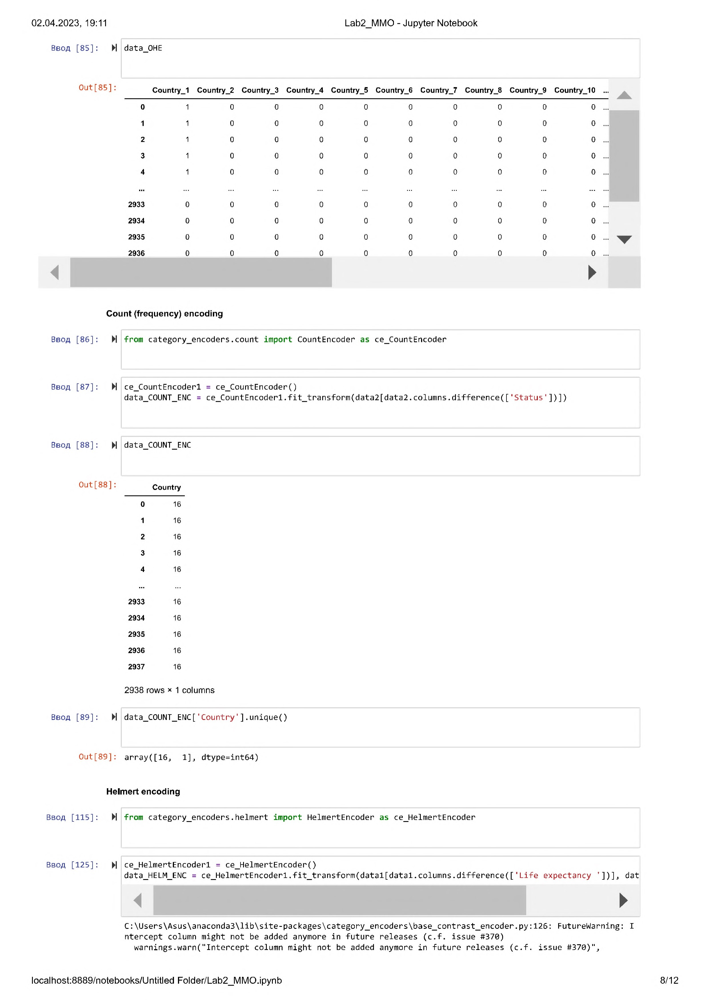 02.04.2023, 19:11 Lab2_MMO - Jupyter Notebook
Ввод [85]: data_OHE
Out[85]:
Country_1 Country_2 Country_3 Country_4 Country_5 Country_6 Country_7 Country_8 Country_9 Country_10 ...
0 1 0 0 0 0 0 0 0 0 0 ...
1 1 0 0 0 0 0 0 0 0 0 ...
2 1 0 0 0 0 0 0 0 0 0 ...
3 1 0 0 0 0 0 0 0 0 0 ...
4 1 0 0 0 0 0 0 0 0 0 ...
... ... ... ... ... ... ... ... ... ... ... ...
2933 0 0 0 0 0 0 0 0 0 0 ...
2934 0 0 0 0 0 0 0 0 0 0 ...
2935 0 0 0 0 0 0 0 0 0 0 ...
2936 0 0 0 0 0 0 0 0 0 0 ...
Count (frequency) encoding
Ввод [86]: from category_encoders.count import CountEncoder as ce_CountEncoder
Ввод [87]: ce_CountEncoder1 = ce_CountEncoder()
data_COUNT_ENC = ce_CountEncoder1.fit_transform(data2[data2.columns.difference(['Status'])])
Ввод [88]: data_COUNT_ENC
Out[88]:
Country
0 16
1 16
2 16
3 16
4 16
... ...
2933 16
2934 16
2935 16
2936 16
2937 16
2938 rows × 1 columns
Ввод [89]: data_COUNT_ENC['Country'].unique()
Out[89]: array([16,  1], dtype=int64)
Helmert encoding
Ввод [115]: from category_encoders.helmert import HelmertEncoder as ce_HelmertEncoder
Ввод [125]: ce_HelmertEncoder1 = ce_HelmertEncoder()
data_HELM_ENC = ce_HelmertEncoder1.fit_transform(data1[data1.columns.difference(['Life expectancy '])], dat
C:\Users\Asus\anaconda3\lib\site-packages\category_encoders\base_contrast_encoder.py:126: FutureWarning: I
ntercept column might not be added anymore in future releases (c.f. issue #370)
warnings.warn("Intercept column might not be added anymore in future releases (c.f. issue #370)",
localhost:8889/notebooks/Untitled Folder/Lab2_MMO.ipynb 8/12